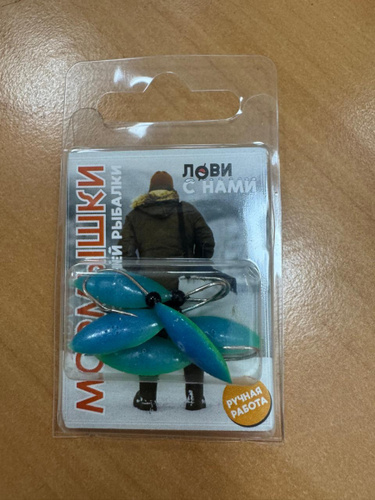 ЛОВИ
С НАМИ
МОРМЫШКИ
РЫБАЛКИ
РУЧНАЯ
РАБОТА